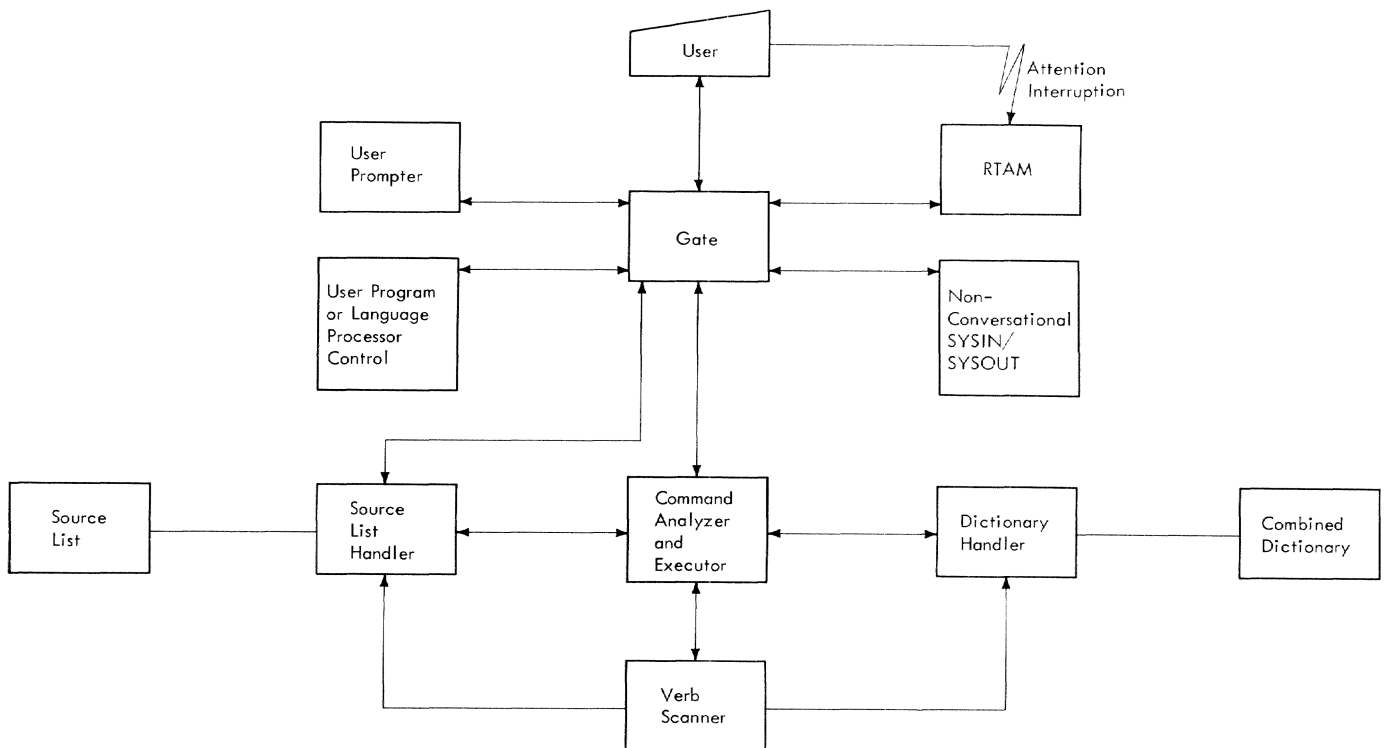 User
Attention
Interruption
User
Prompter
RTAM
Gate
User Program
or Language
Processor
Control
Non-
Conversational
SYSIN/
SYSOUT
Source
List
Source
List
Handler
Command
Analyzer
and
Executor
Dictionary
Handler
Combined
Dictionary
Verb
Scanner